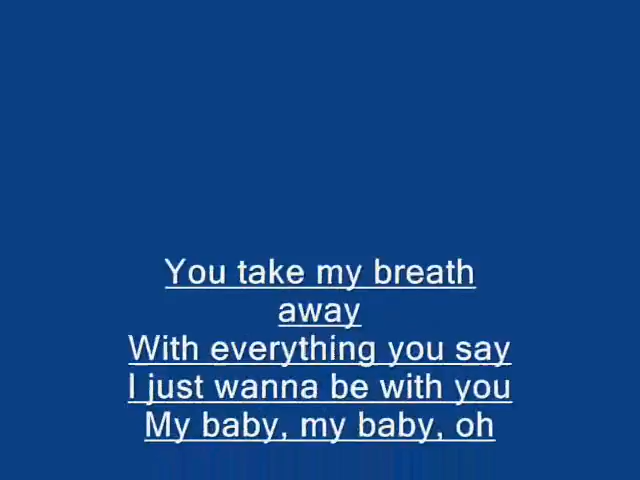 You take my breath
away
With everything you say
I just wanna be with you
My baby, my baby, oh